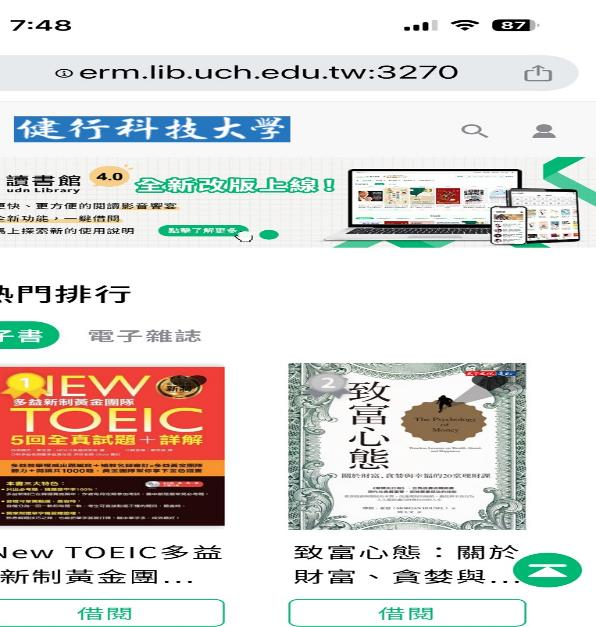 7:48
87
erm.lib.uch.edu.tw:3270
健行科技大學
讀書館 4.0
udn Library
全新改版上線!
更快、更方便的閱讀影音饗宴
全新功能,一鍵借閱
馬上探索新的使用說明
點擊了解更多
熱門排行
子書
電子雜誌
1
NEW
新制
多益新制黃金團隊
TOEIC
5回全真試題+詳解
本書三大特色:
2
致富心態
The Psychology
of
Money
關於財富、貪婪與幸福的20堂理財課
New TOEIC多益
新制黃金團...
致富心態:關於
財富、貪婪與...
借閱
借閱